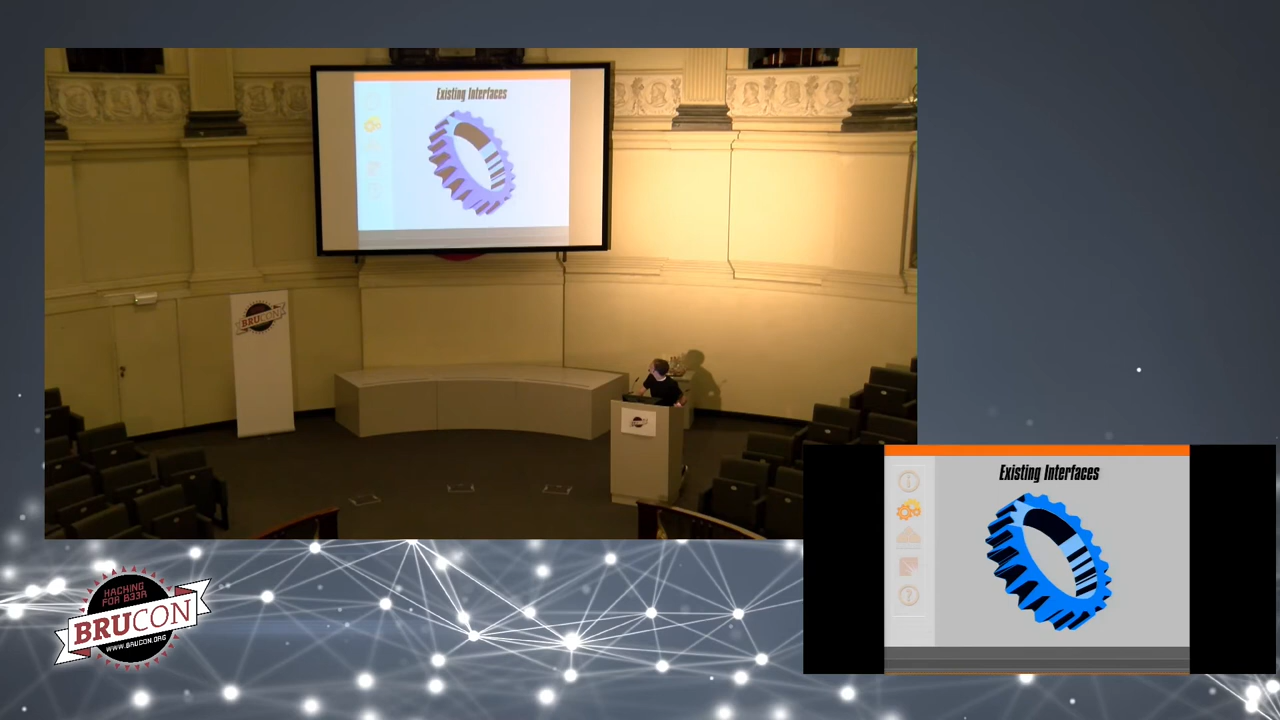 Existing Interfaces
BRUCON
Existing Interfaces
HACKING
FOR B33R
BRUCON
WWW.BRUCON.ORG